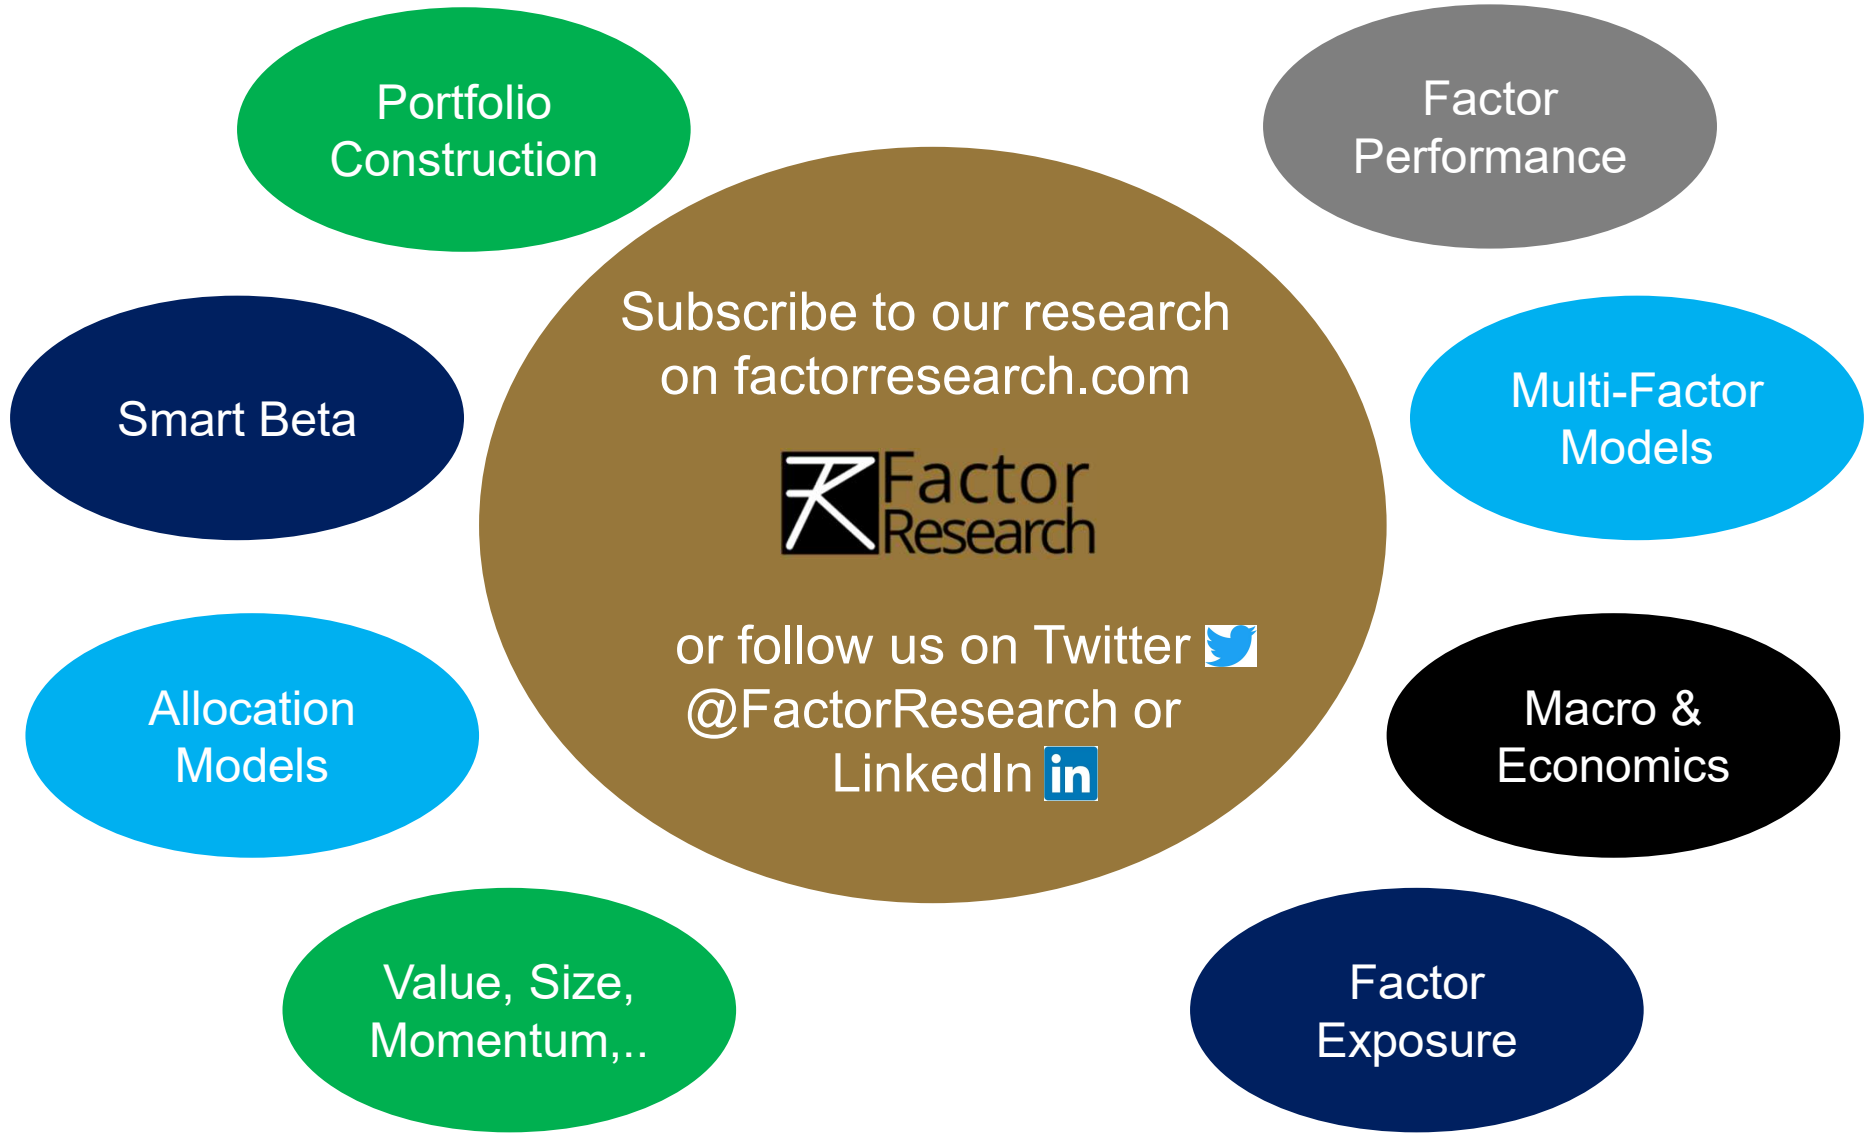 Portfolio
Construction
Factor
Performance
Subscribe to our research
on factorresearch.com
Smart Beta
Multi-Factor
Models
Factor
Research
or follow us on Twitter
@FactorResearch or
LinkedIn in
Allocation
Models
Macro &
Economics
Value, Size,
Momentum,..
Factor
Exposure